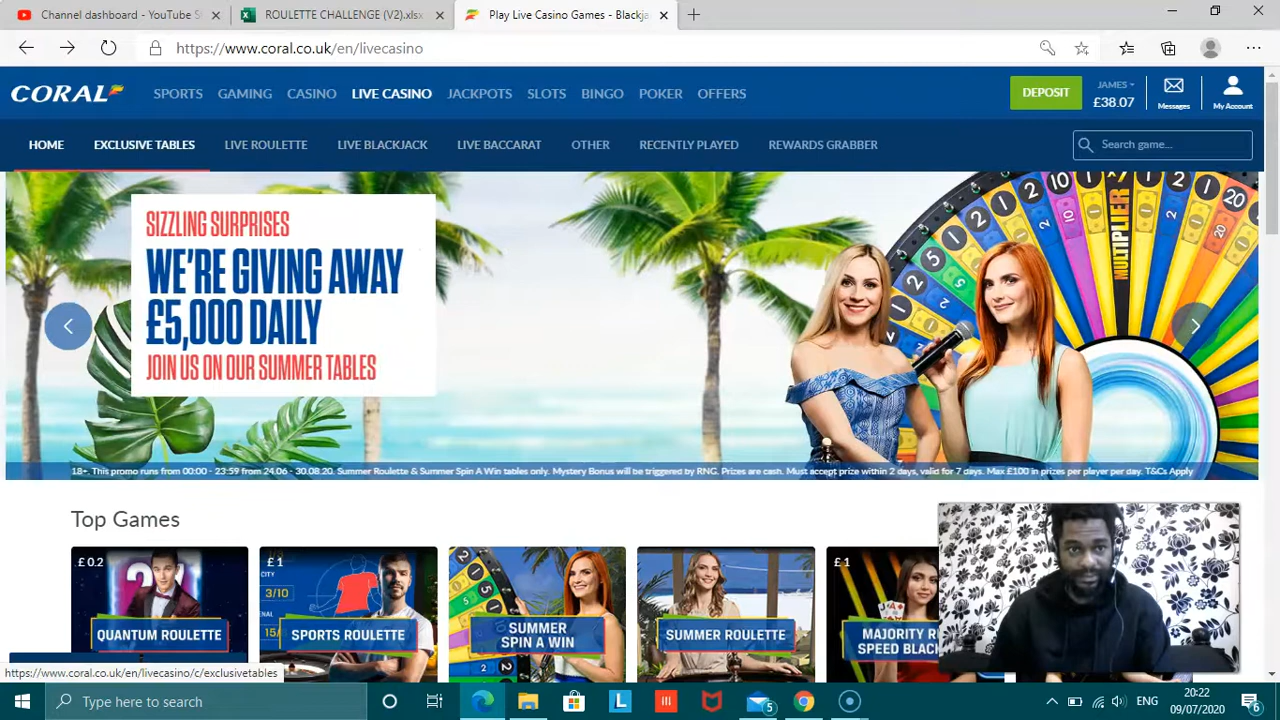 Channel dashboard - YouTube S
ROULETTE CHALLENGE (V2).xlsx
Play Live Casino Games - Blackja
https://www.coral.co.uk/en/livecasino
CORAL SPORTS GAMING CASINO LIVE CASINO JACKPOTS SLOTS BINGO POKER OFFERS DEPOSIT JAMES £38.07 Messages My Account
HOME EXCLUSIVE TABLES LIVE ROULETTE LIVE BLACKJACK LIVE BACCARAT OTHER RECENTLY PLAYED REWARDS GRABBER Search game...
SIZZLING SURPRISES
WE'RE GIVING AWAY
£5,000 DAILY
JOIN US ON OUR SUMMER TABLES
MULTIPLIER
18+. This promo runs from 00:00 - 23:59 from 24.06 - 30.08.20. Summer Roulette & Summer Spin A Win tables only. Mystery Bonus will be triggered by RNG. Prizes are cash. Must accept prize within 2 days, valid for 7 days. Max £100 in prizes per player per day. T&Cs Apply
Top Games
£ 0.2
QUANTUM ROULETTE
£ 1
CITY
3/10
ENAL
15/
SPORTS ROULETTE
SUMMER
SPIN A WIN
SUMMER ROULETTE
£ 1
MAJORITY R
SPEED BLACK
https://www.coral.co.uk/en/livecasino/c/exclusivetables
Type here to search
5
ENG
20:22
09/07/2020
6